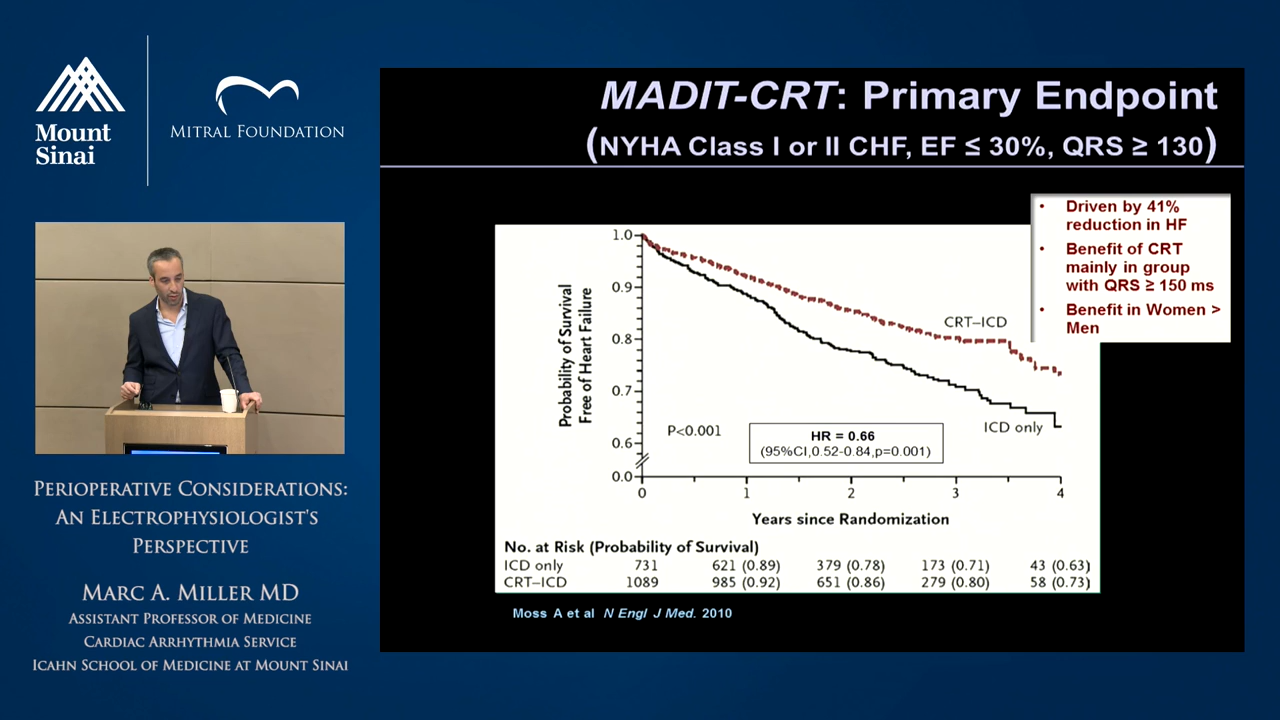 Mount
Sinai
MITRAL FOUNDATION
PERIOPERATIVE CONSIDERATIONS:
AN ELECTROPHYSIOLOGIST'S
PERSPECTIVE
MARC A. MILLER MD
ASSISTANT PROFESSOR OF MEDICINE
CARDIAC ARRHYTHMIA SERVICE
ICAHN SCHOOL OF MEDICINE AT MOUNT SINAI
MADIT-CRT: Primary Endpoint
(NYHA Class I or II CHF, EF ≤ 30%, QRS ≥ 130)
• Driven by 41%
reduction in HF
• Benefit of CRT
mainly in group
with QRS ≥ 150 ms
• Benefit in Women >
Men
Probability of Survival
Free of Heart Failure
1.0
0.9
0.8
0.7
0.6
0.0
CRT–ICD
ICD only
P<0.001
HR = 0.66
(95%CI,0.52-0.84,p=0.001)
0 1 2 3 4
Years since Randomization
No. at Risk (Probability of Survival)
ICD only 731 621 (0.89) 379 (0.78) 173 (0.71) 43 (0.63)
CRT–ICD 1089 985 (0.92) 651 (0.86) 279 (0.80) 58 (0.73)
Moss A et al N Engl J Med. 2010